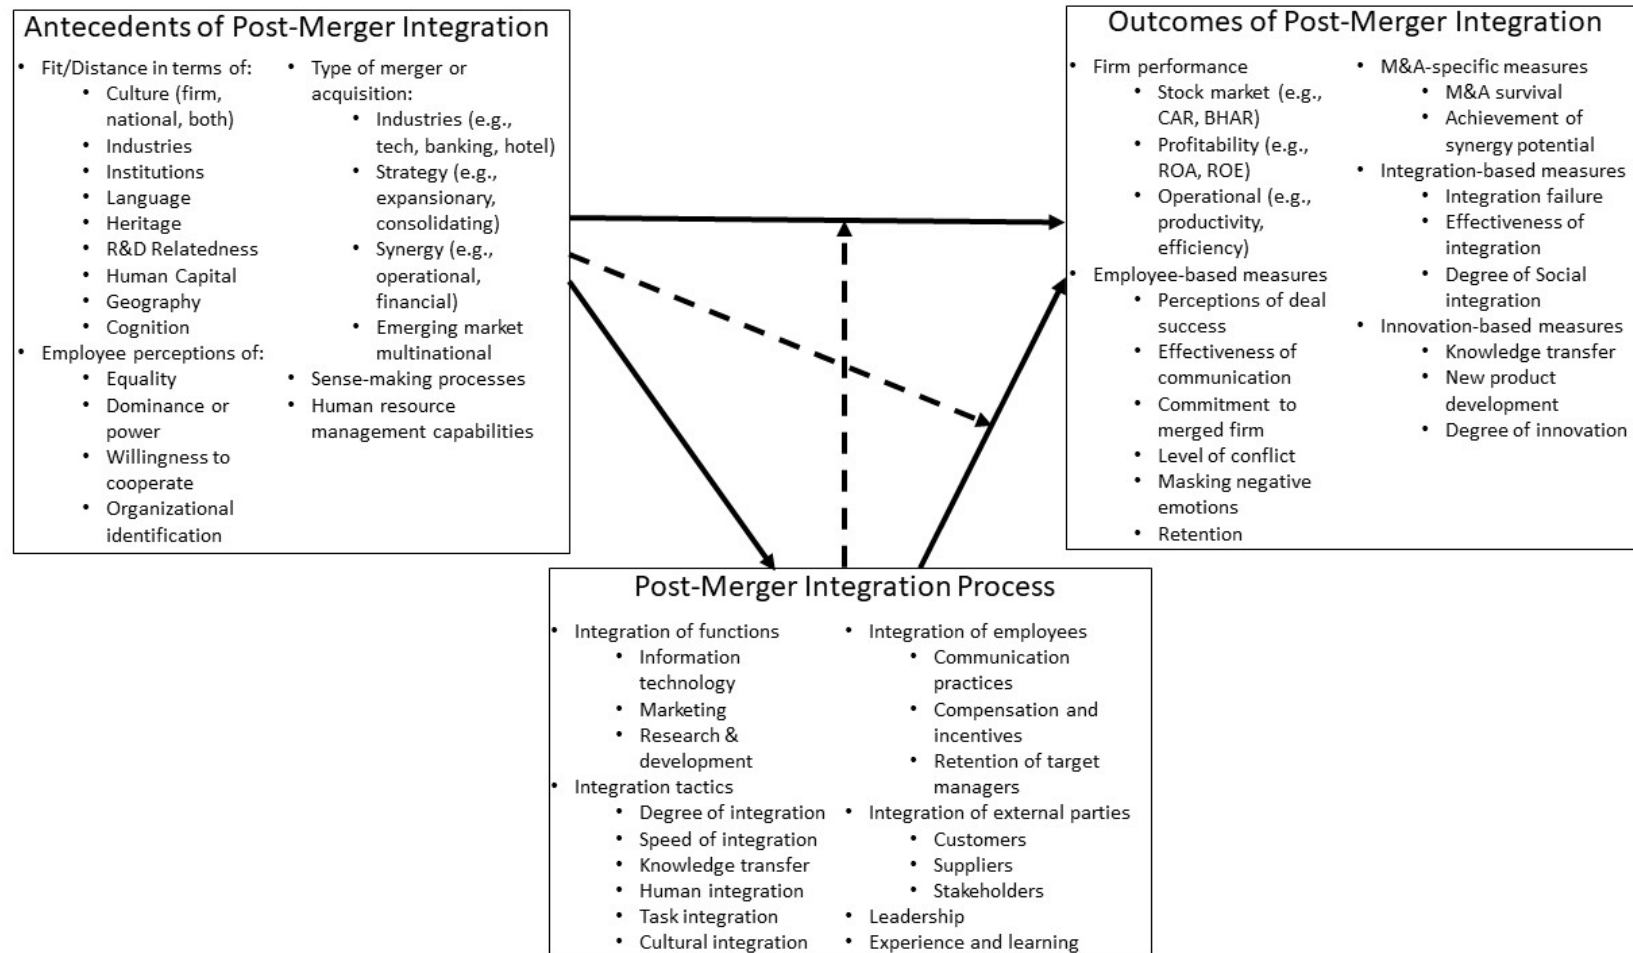 Antecedents of Post-Merger Integration
• Fit/Distance in terms of:
• Culture (firm,
national, both)
• Industries
• Institutions
• Language
• Heritage
• R&D Relatedness
• Human Capital
• Geography
• Cognition
• Employee perceptions of:
• Equality
• Dominance or
power
• Willingness to
cooperate
• Organizational
identification
• Type of merger or
acquisition:
• Industries (e.g.,
tech, banking, hotel)
• Strategy (e.g.,
expansionary,
consolidating)
• Synergy (e.g.,
operational,
financial)
• Emerging market
multinational
• Sense-making processes
• Human resource
management capabilities
Outcomes of Post-Merger Integration
• Firm performance
• Stock market (e.g.,
CAR, BHAR)
• Profitability (e.g.,
ROA, ROE)
• Operational (e.g.,
productivity,
efficiency)
• Employee-based measures
• Perceptions of deal
success
• Effectiveness of
communication
• Commitment to
merged firm
• Level of conflict
• Masking negative
emotions
• Retention
• M&A-specific measures
• M&A survival
• Achievement of
synergy potential
• Integration-based measures
• Integration failure
• Effectiveness of
integration
• Degree of Social
integration
• Innovation-based measures
• Knowledge transfer
• New product
development
• Degree of innovation
Post-Merger Integration Process
• Integration of functions
• Information
technology
• Marketing
• Research &
development
• Integration tactics
• Degree of integration
• Speed of integration
• Knowledge transfer
• Human integration
• Task integration
• Cultural integration
• Integration of employees
• Communication
practices
• Compensation and
incentives
• Retention of target
managers
• Integration of external parties
• Customers
• Suppliers
• Stakeholders
• Leadership
• Experience and learning